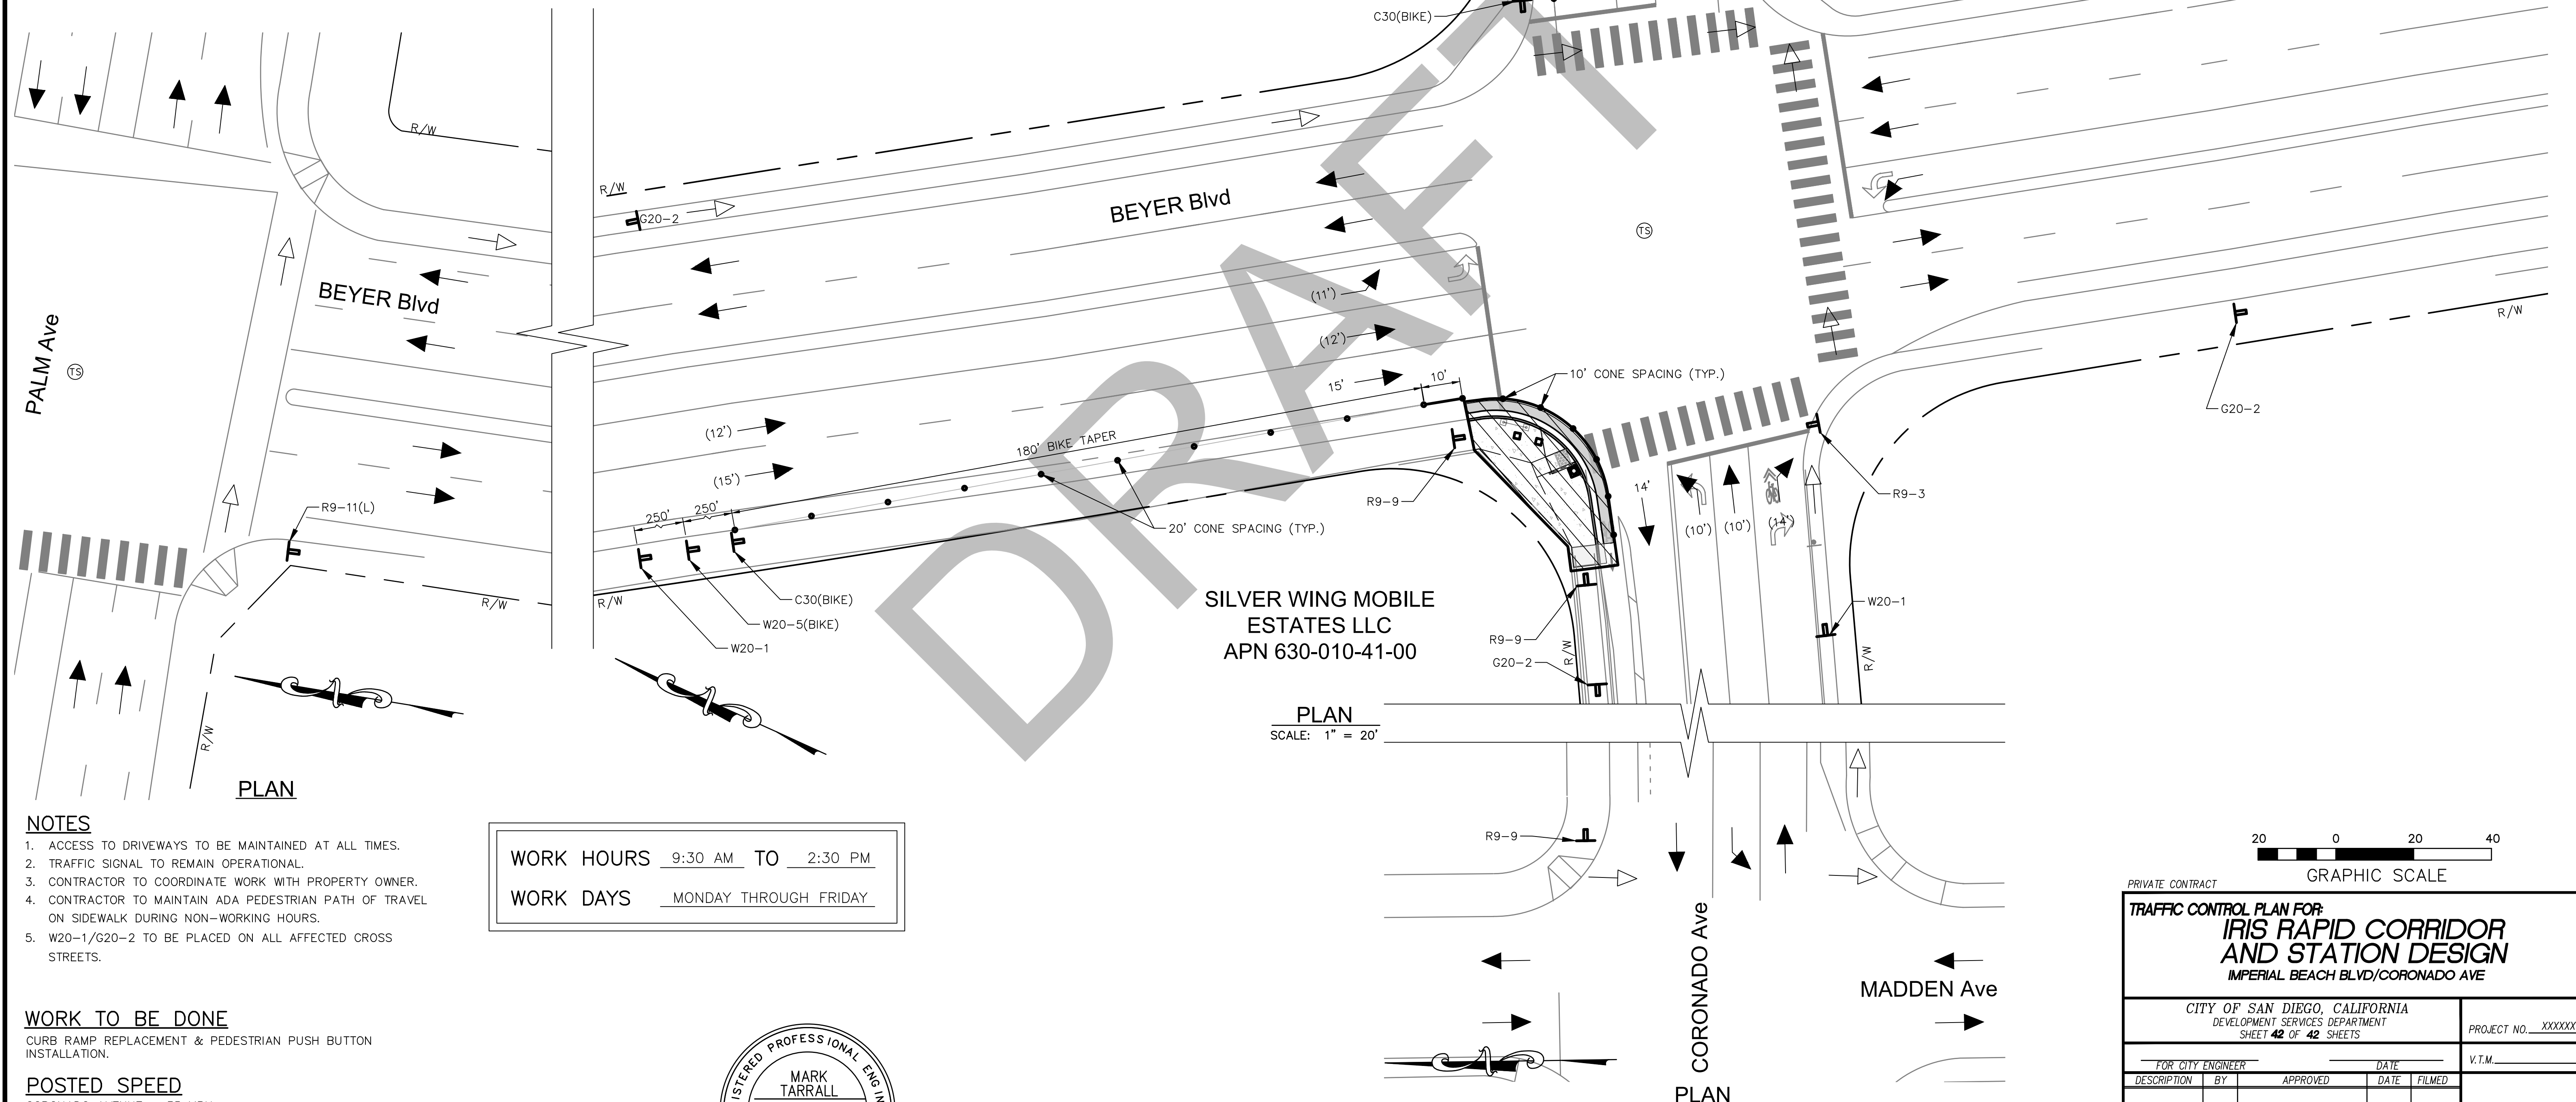 C30(BIKE)
R/W
R/W
G20-2
BEYER Blvd
TS
BEYER Blvd
PALM Ave
TS
(11')
(12')
15'
10'
10' CONE SPACING (TYP.)
R/W
G20-2
(12')
180' BIKE TAPER
(15')
R9-9
14'
R9-3
R9-11(L)
250'
250'
20' CONE SPACING (TYP.)
(10')
(10')
(14')
C30(BIKE)
W20-5(BIKE)
W20-1
R/W
R/W
SILVER WING MOBILE
ESTATES LLC
APN 630-010-41-00
W20-1
R9-9
G20-2
R/W
R/W
R/W
DRAFT
PLAN
SCALE: 1" = 20'
PLAN
NOTES
1. ACCESS TO DRIVEWAYS TO BE MAINTAINED AT ALL TIMES.
2. TRAFFIC SIGNAL TO REMAIN OPERATIONAL.
3. CONTRACTOR TO COORDINATE WORK WITH PROPERTY OWNER.
4. CONTRACTOR TO MAINTAIN ADA PEDESTRIAN PATH OF TRAVEL
ON SIDEWALK DURING NON-WORKING HOURS.
5. W20-1/G20-2 TO BE PLACED ON ALL AFFECTED CROSS
STREETS.
WORK HOURS 9:30 AM TO 2:30 PM
WORK DAYS MONDAY THROUGH FRIDAY
WORK TO BE DONE
CURB RAMP REPLACEMENT & PEDESTRIAN PUSH BUTTON
INSTALLATION.
POSTED SPEED
PROFESSIONAL
MARK
TARRALL
R9-9
CORONADO Ave
MADDEN Ave
PLAN
20 0 20 40
GRAPHIC SCALE
PRIVATE CONTRACT
TRAFFIC CONTROL PLAN FOR:
IRIS RAPID CORRIDOR
AND STATION DESIGN
IMPERIAL BEACH BLVD/CORONADO AVE
CITY OF SAN DIEGO, CALIFORNIA
DEVELOPMENT SERVICES DEPARTMENT
SHEET 42 OF 42 SHEETS
PROJECT NO. XXXXXX
V.T.M.
FOR CITY ENGINEER DATE
DESCRIPTION BY APPROVED DATE FILMED